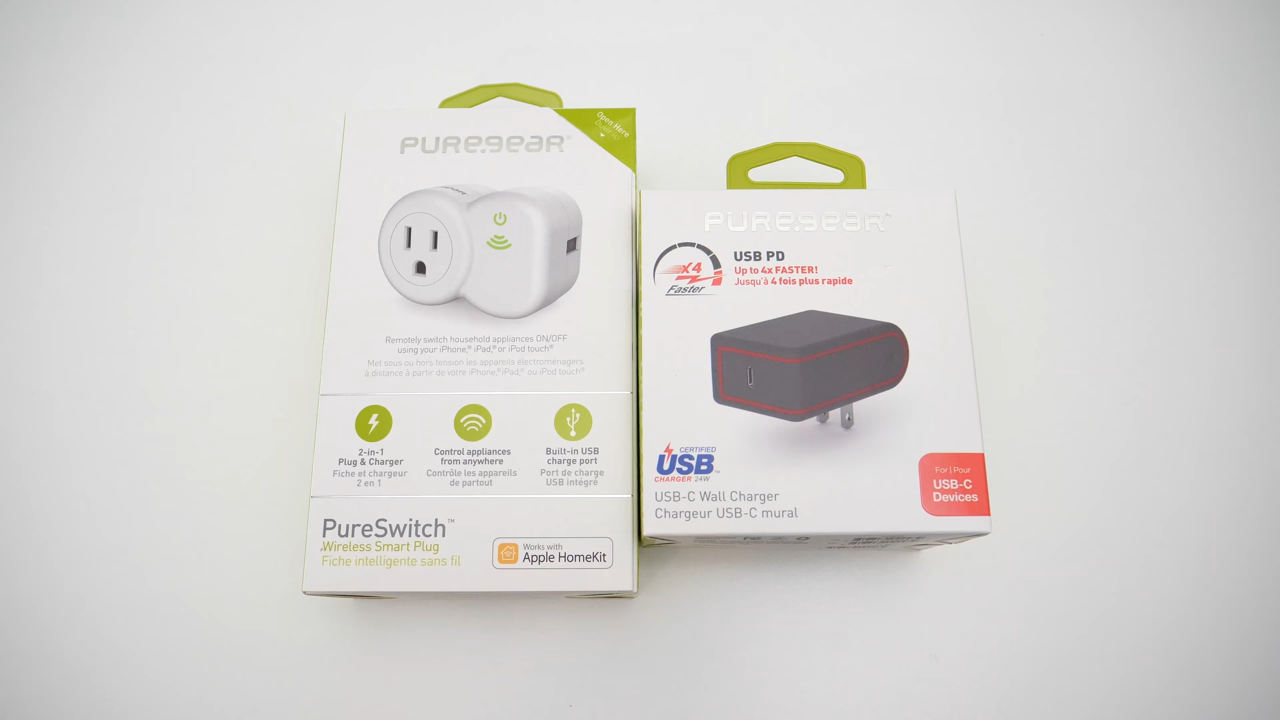 PUREGEAR®
Open Here
Remotely switch household appliances ON/OFF
using your iPhone,® iPad,® or iPod touch®
Met sous ou hors tension les appareils électroménagers
à distance à partir de votre iPhone,® iPad,® ou iPod touch®
2-in-1
Plug & Charger
Fiche et chargeur
2 en 1
Control appliances
from anywhere
Contrôle les appareils
de partout
Built-in USB
charge port
Port de charge
USB intégré
PureSwitch™
Wireless Smart Plug
Fiche intelligente sans fil
Works with
Apple HomeKit
PUREGEAR™
X4
Faster
USB PD
Up to 4x FASTER!
Jusqu'à 4 fois plus rapide
CERTIFIED
USB™
CHARGER 24W
USB-C Wall Charger
Chargeur USB-C mural
For | Pour
USB-C
Devices